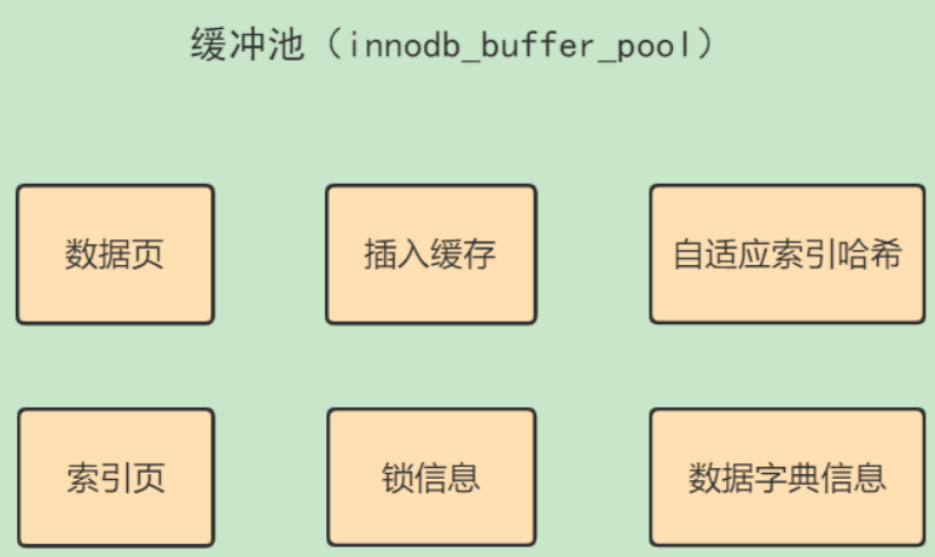 缓冲池（innodb_buffer_pool）
数据页
插入缓存
自适应索引哈希
索引页
锁信息
数据字典信息